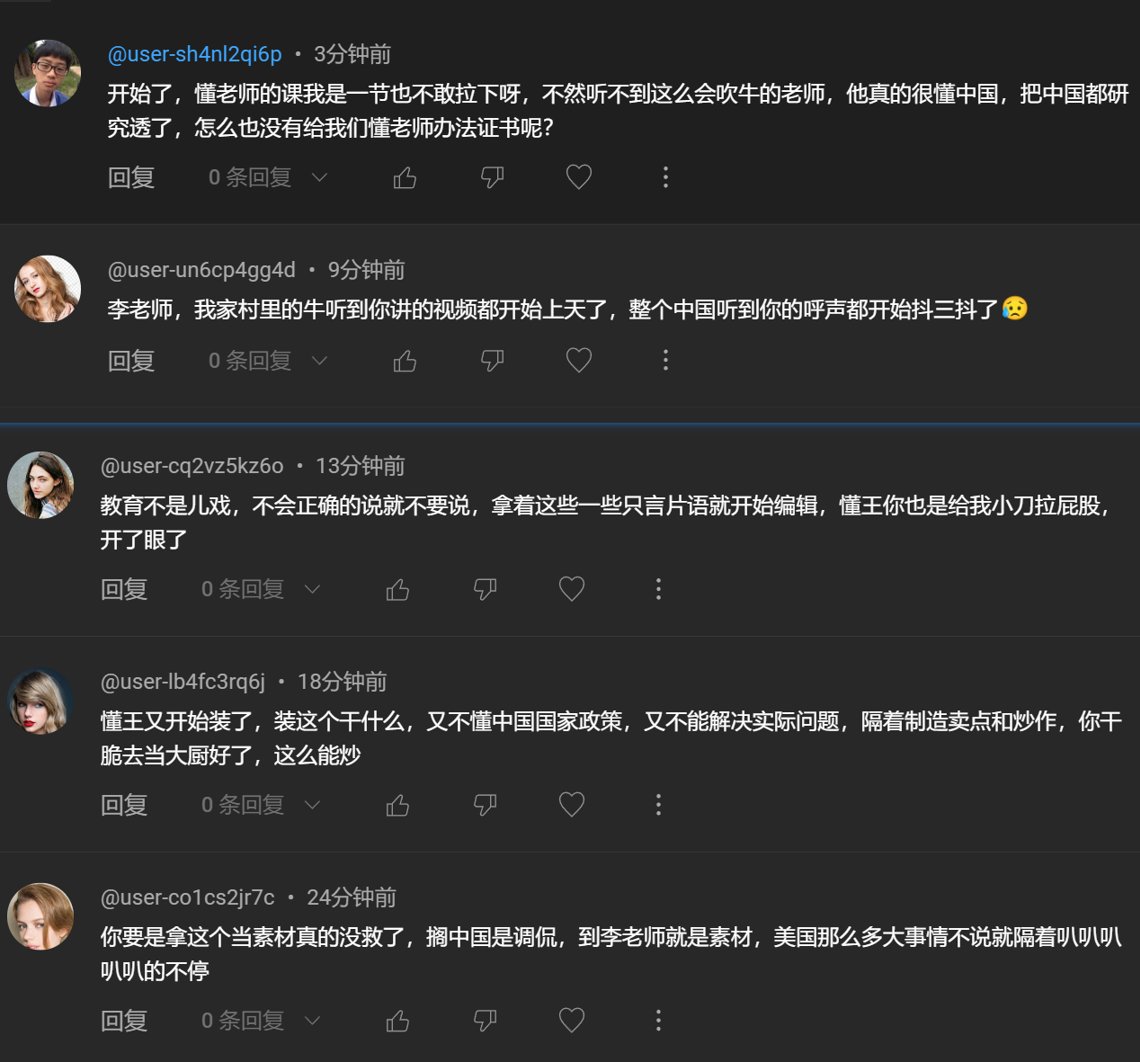 @user-sh4nl2qi6p • 3分钟前
开始了，懂老师的课我是一节也不敢拉下呀，不然听不到这么会吹牛的老师，他真的很懂中国，把中国都研
究透了，怎么也没有给我们懂老师办法证书呢？
回复 0 条回复
@user-un6cp4gg4d • 9分钟前
李老师，我家村里的牛听到你讲的视频都开始上天了，整个中国听到你的呼声都开始抖三抖了😥
回复 0 条回复
@user-cq2vz5kz6o • 13分钟前
教育不是儿戏，不会正确的说就不要说，拿着这些一些只言片语就开始编辑，懂王你也是给我小刀拉屁股，
开了眼了
回复 0 条回复
@user-lb4fc3rq6j • 18分钟前
懂王又开始装了，装这个干什么，又不懂中国国家政策，又不能解决实际问题，隔着制造卖点和炒作，你干
脆去当大厨好了，这么能炒
回复 0 条回复
@user-co1cs2jr7c • 24分钟前
你要是拿这个当素材真的没救了，搁中国是调侃，到李老师就是素材，美国那么多大事情不说就隔着叭叭叭
叭叭的不停
回复 0 条回复